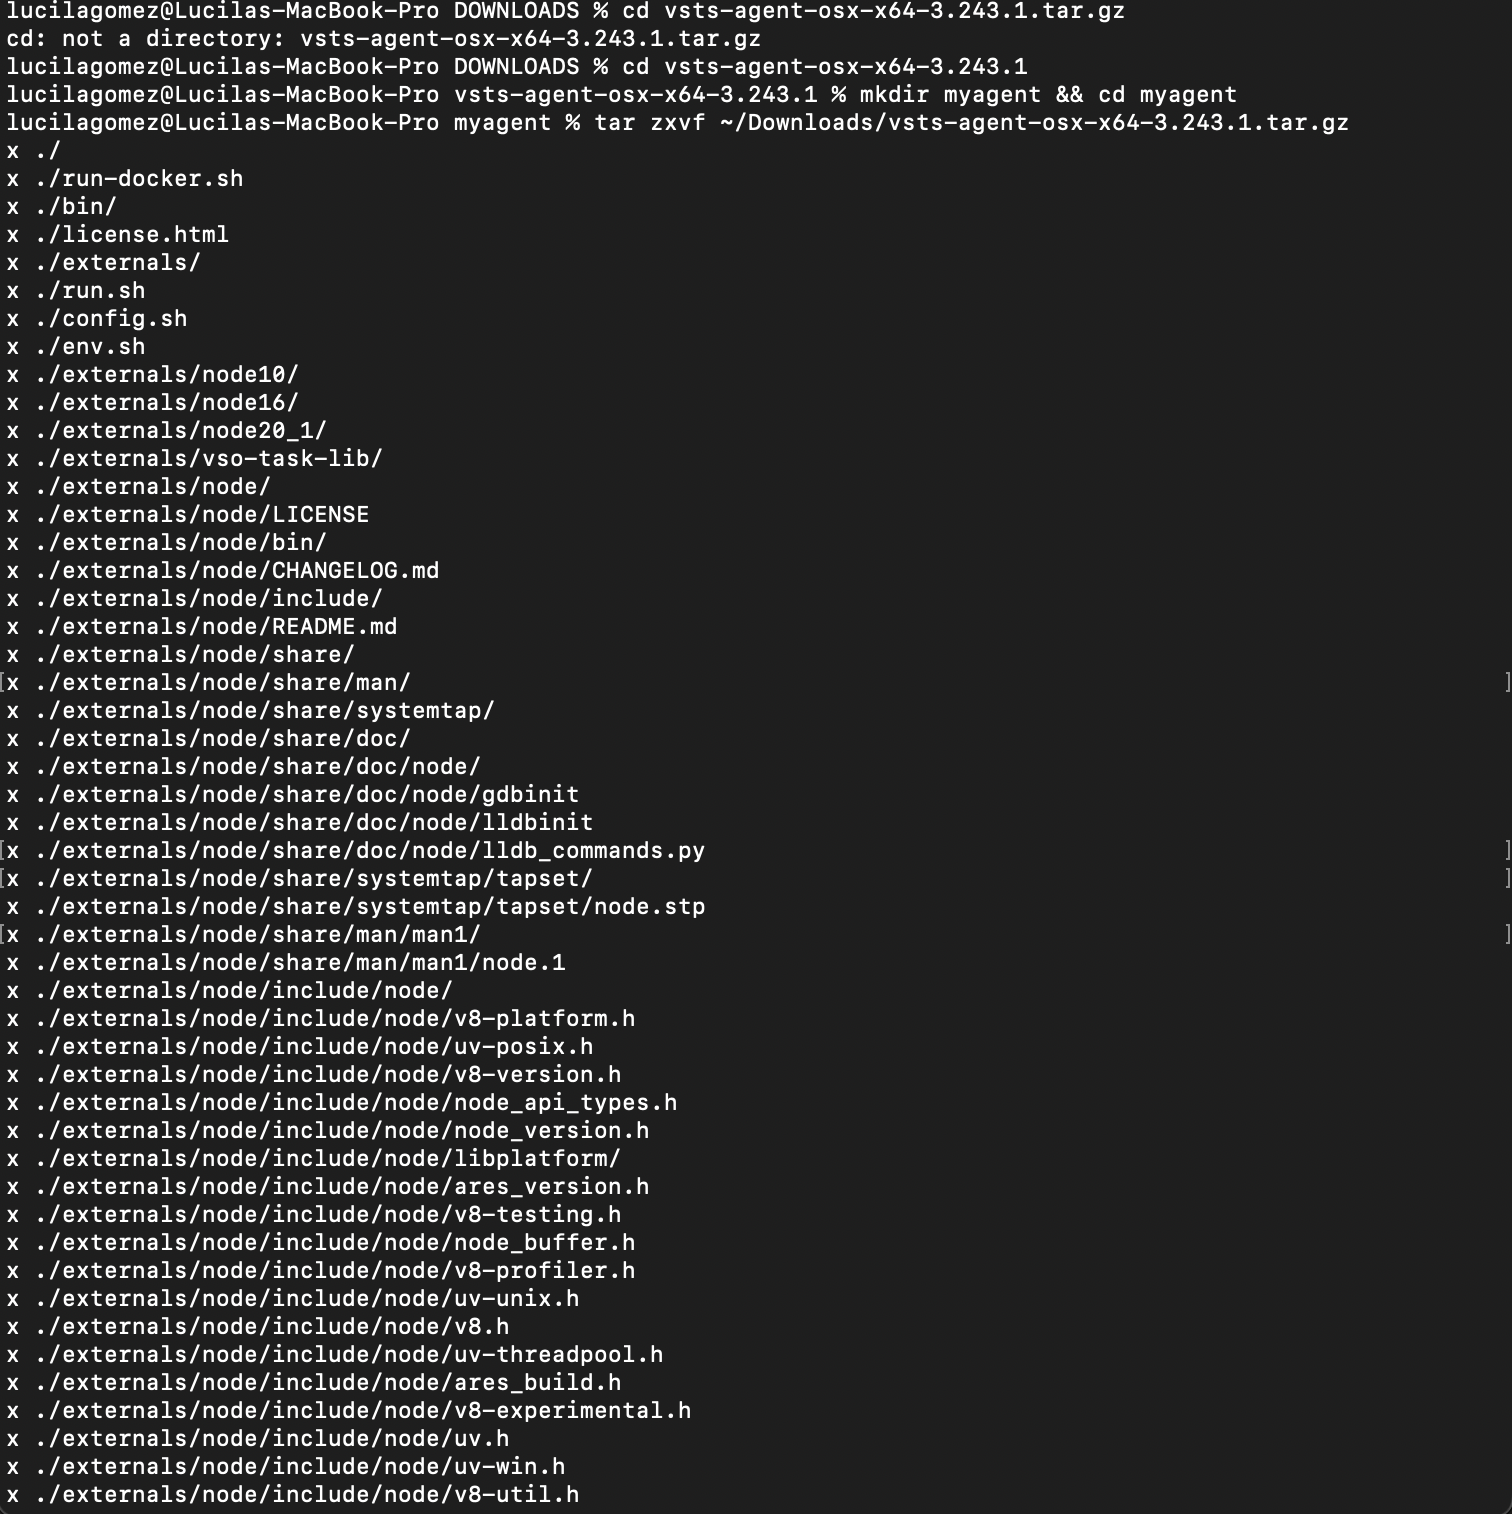 lucilagomez@Lucilas-MacBook-Pro DOWNLOADS % cd vsts-agent-osx-x64-3.243.1.tar.gz
cd: not a directory: vsts-agent-osx-x64-3.243.1.tar.gz
lucilagomez@Lucilas-MacBook-Pro DOWNLOADS % cd vsts-agent-osx-x64-3.243.1
lucilagomez@Lucilas-MacBook-Pro vsts-agent-osx-x64-3.243.1 % mkdir myagent && cd myagent
lucilagomez@Lucilas-MacBook-Pro myagent % tar zxvf ~/Downloads/vsts-agent-osx-x64-3.243.1.tar.gz
x ./
x ./run-docker.sh
x ./bin/
x ./license.html
x ./externals/
x ./run.sh
x ./config.sh
x ./env.sh
x ./externals/node10/
x ./externals/node16/
x ./externals/node20_1/
x ./externals/vso-task-lib/
x ./externals/node/
x ./externals/node/LICENSE
x ./externals/node/bin/
x ./externals/node/CHANGELOG.md
x ./externals/node/include/
x ./externals/node/README.md
x ./externals/node/share/
[x ./externals/node/share/man/ ]
x ./externals/node/share/systemtap/
x ./externals/node/share/doc/
x ./externals/node/share/doc/node/
x ./externals/node/share/doc/node/gdbinit
x ./externals/node/share/doc/node/lldbinit
[x ./externals/node/share/doc/node/lldb_commands.py ]
[x ./externals/node/share/systemtap/tapset/ ]
x ./externals/node/share/systemtap/tapset/node.stp
[x ./externals/node/share/man/man1/ ]
x ./externals/node/share/man/man1/node.1
x ./externals/node/include/node/
x ./externals/node/include/node/v8-platform.h
x ./externals/node/include/node/uv-posix.h
x ./externals/node/include/node/v8-version.h
x ./externals/node/include/node/node_api_types.h
x ./externals/node/include/node/node_version.h
x ./externals/node/include/node/libplatform/
x ./externals/node/include/node/ares_version.h
x ./externals/node/include/node/v8-testing.h
x ./externals/node/include/node/node_buffer.h
x ./externals/node/include/node/v8-profiler.h
x ./externals/node/include/node/uv-unix.h
x ./externals/node/include/node/v8.h
x ./externals/node/include/node/uv-threadpool.h
x ./externals/node/include/node/ares_build.h
x ./externals/node/include/node/v8-experimental.h
x ./externals/node/include/node/uv.h
x ./externals/node/include/node/uv-win.h
x ./externals/node/include/node/v8-util.h